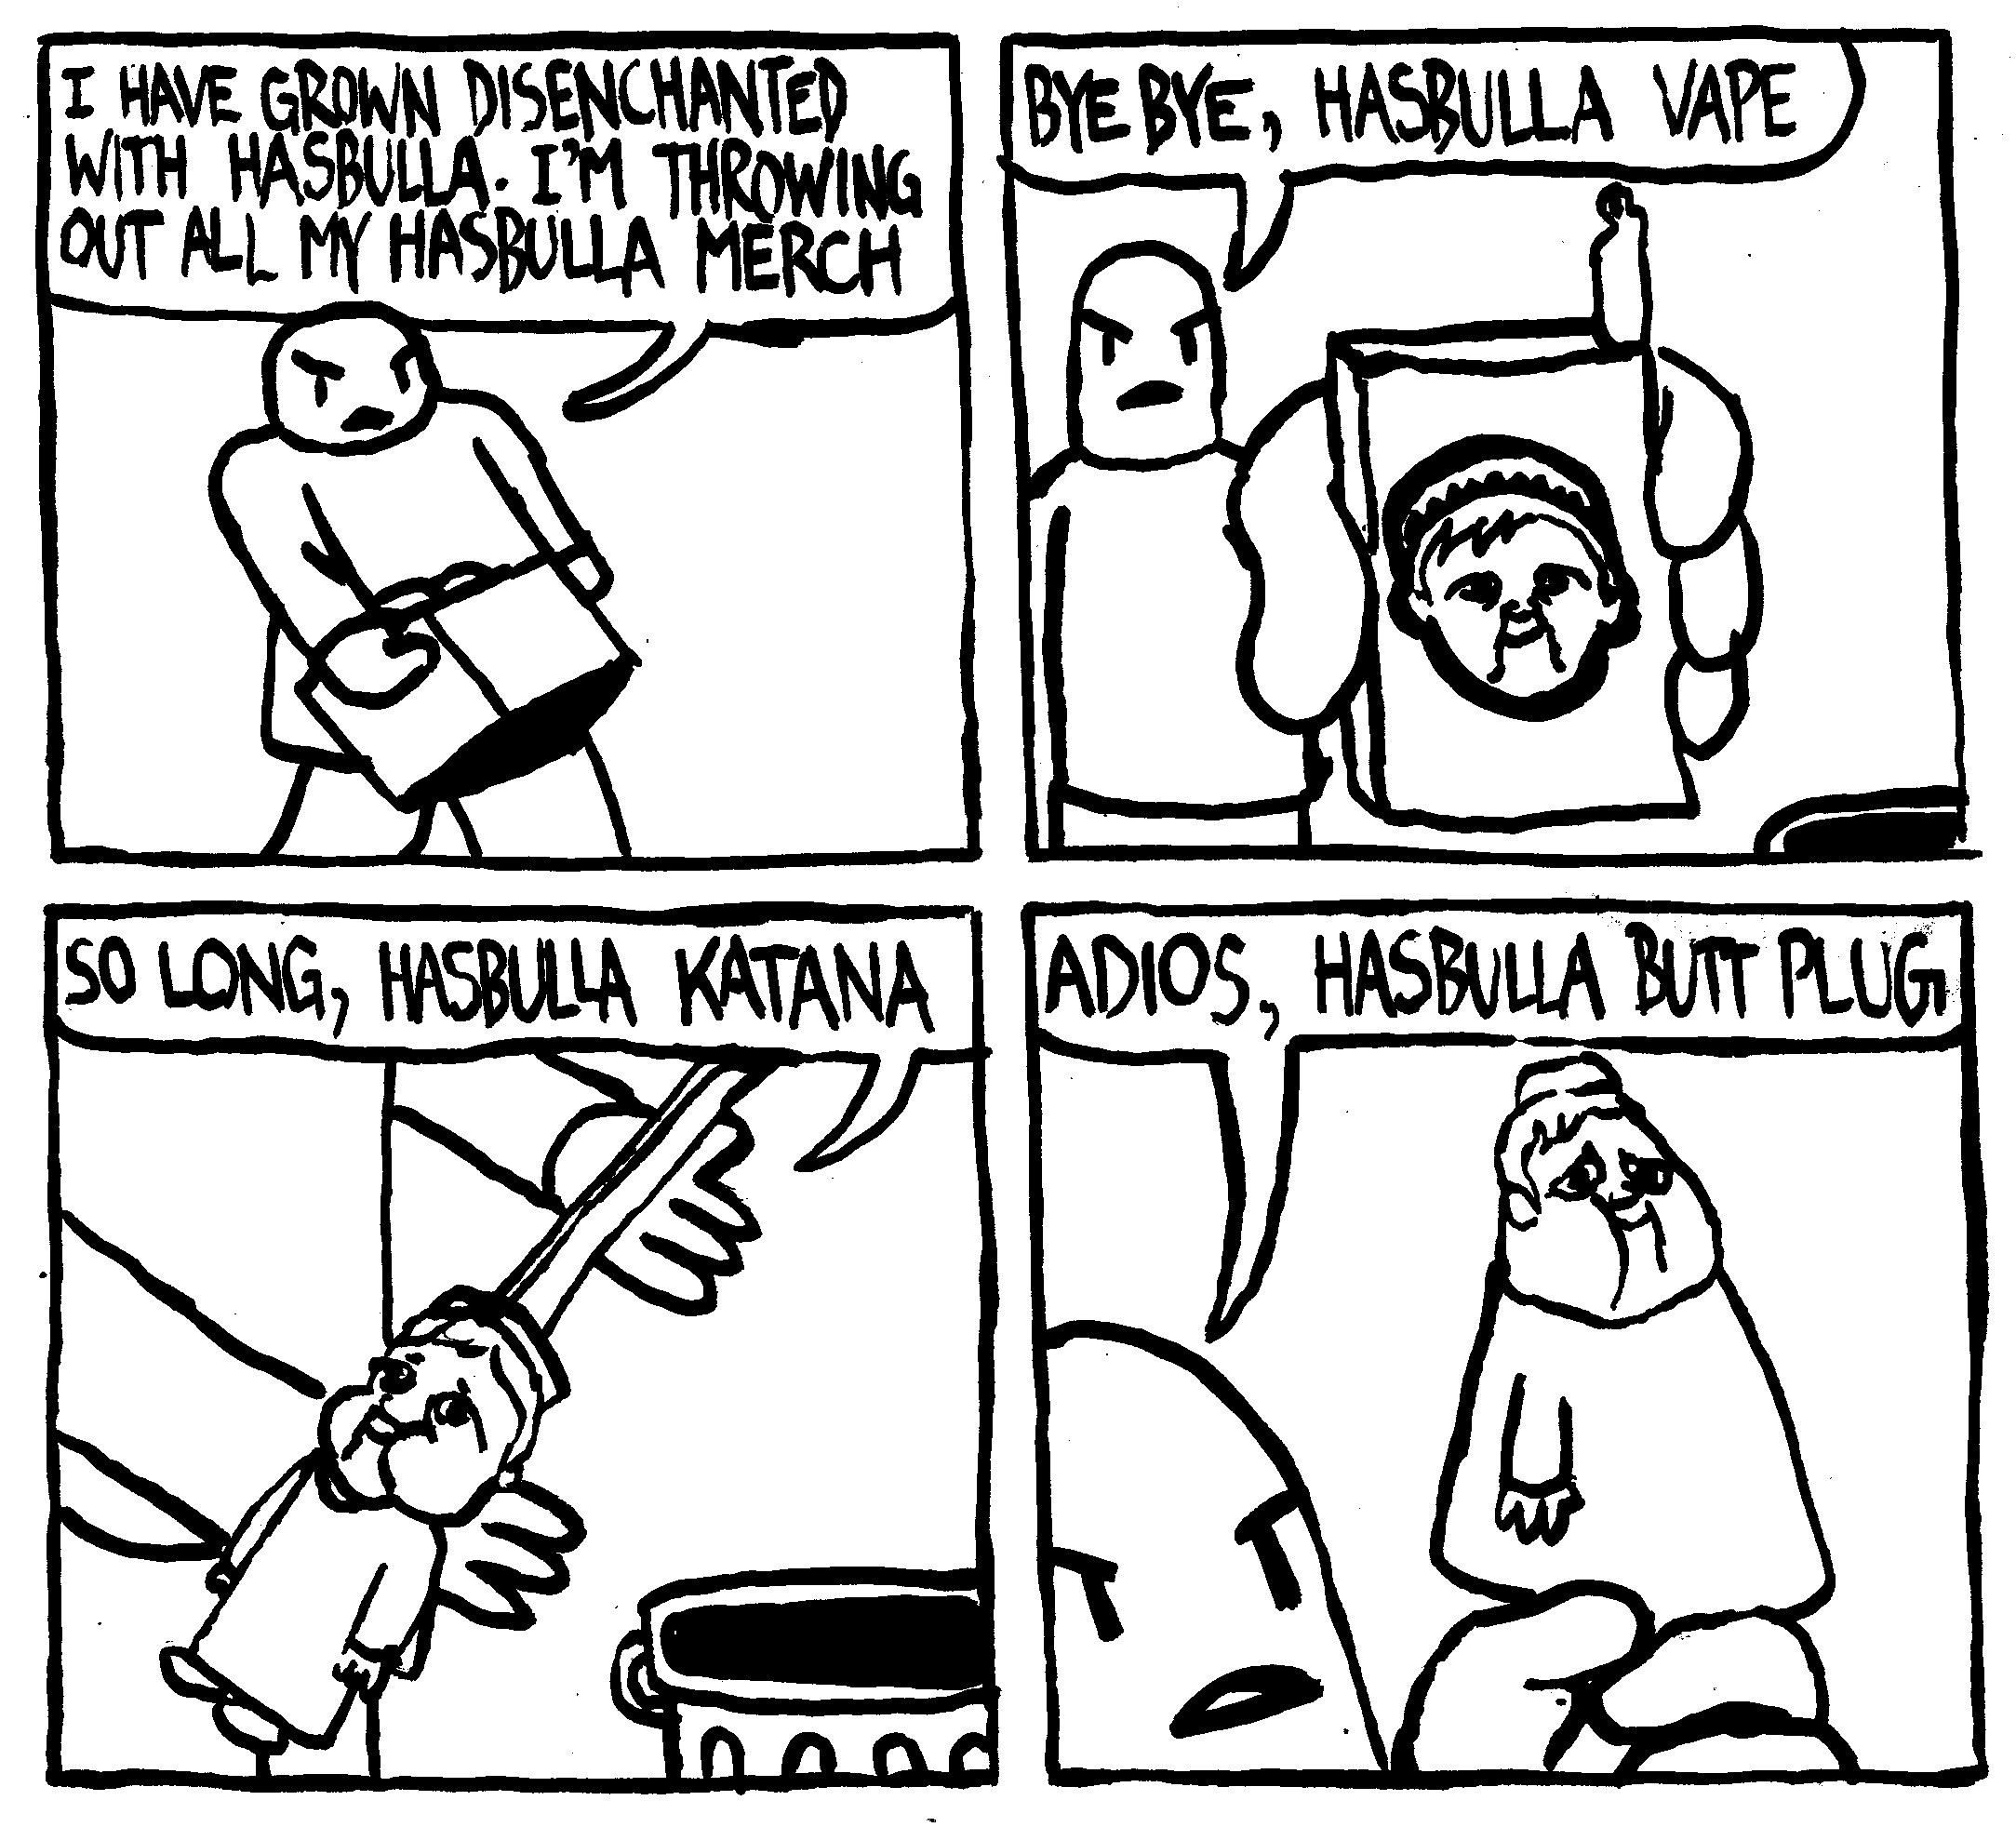 I HAVE GROWN DISENCHANTED
WITH HASBULLA. I'M THROWING
OUT ALL MY HASBULLA MERCH
BYE BYE, HASBULLA VAPE
SO LONG, HASBULLA KATANA
ADIOS, HASBULLA BUTT PLUG